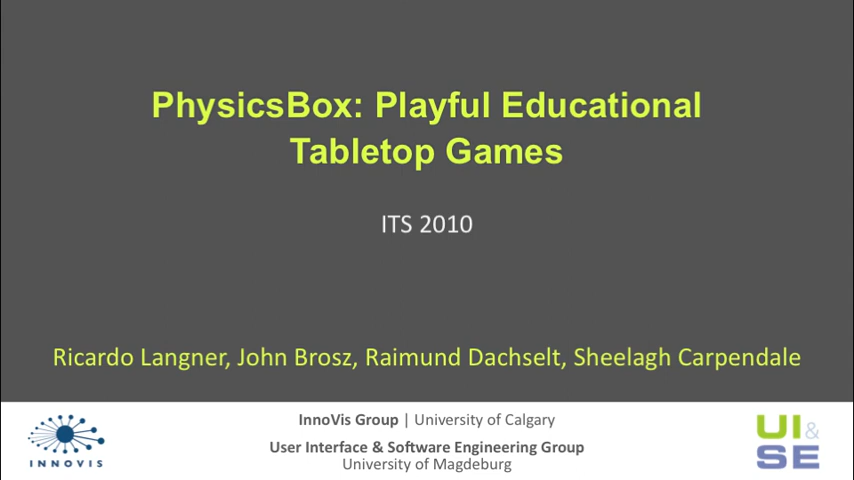 PhysicsBox: Playful Educational
Tabletop Games
ITS 2010
Ricardo Langner, John Brosz, Raimund Dachselt, Sheelagh Carpendale
InnoVis Group | University of Calgary
User Interface & Software Engineering Group
University of Magdeburg
INNOVIS
UI&
SE